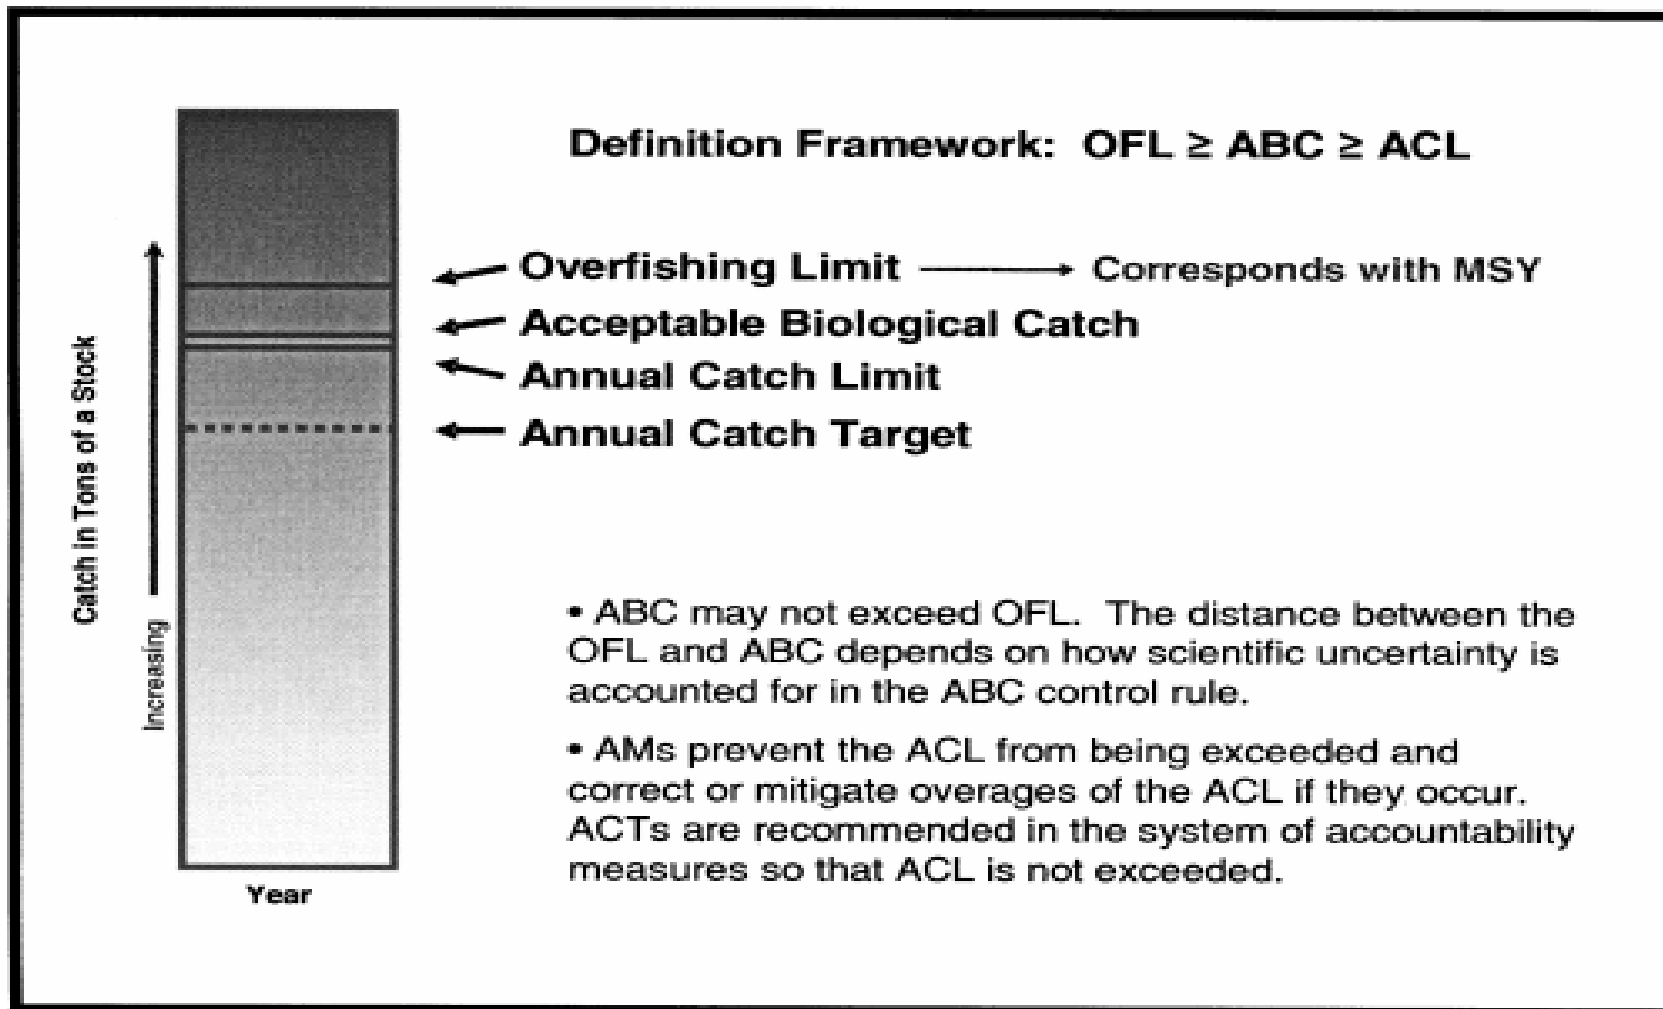 Definition Framework: OFL ≥ ABC ≥ ACL
Overfishing Limit
Corresponds with MSY
Acceptable Biological Catch
Annual Catch Limit
Annual Catch Target
Catch in Tons of a Stock
Increasing
Year
• ABC may not exceed OFL. The distance between the
OFL and ABC depends on how scientific uncertainty is
accounted for in the ABC control rule.
• AMs prevent the ACL from being exceeded and
correct or mitigate overages of the ACL if they occur.
ACTs are recommended in the system of accountability
measures so that ACL is not exceeded.